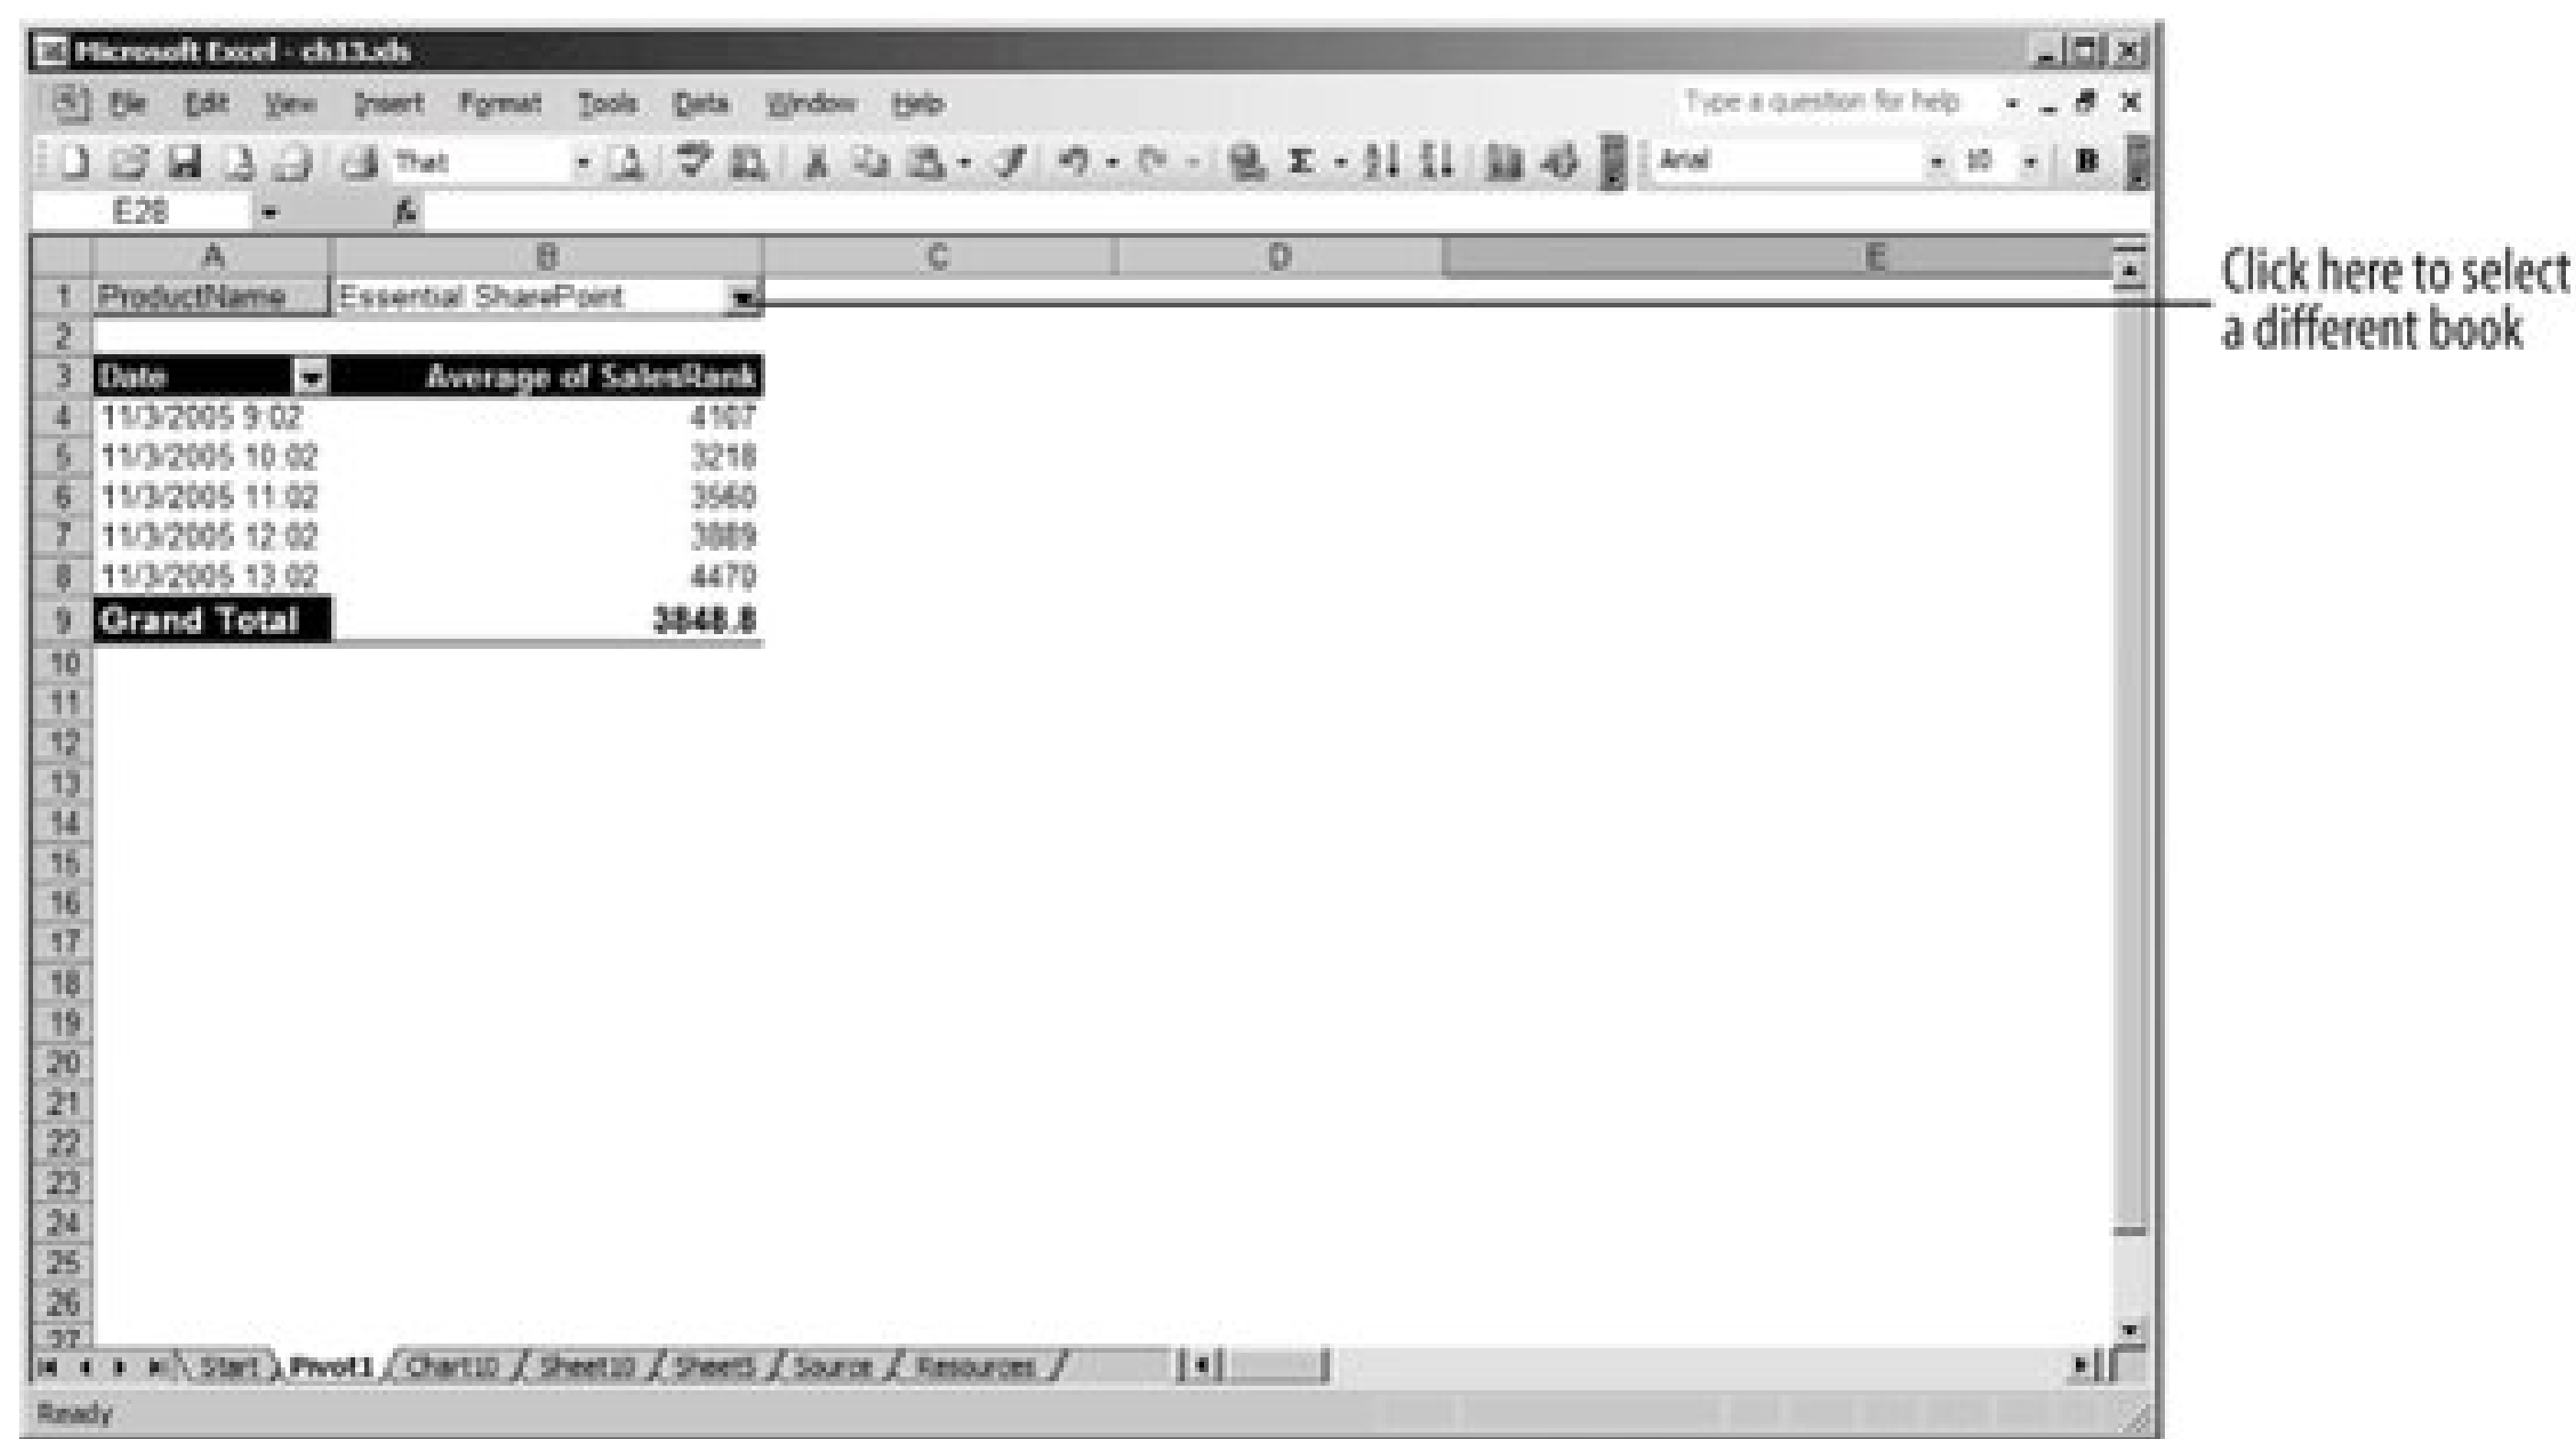 Microsoft Excel - ch13.xls
File Edit View Insert Format Tools Data Window Help Type a question for help
That Arial 10 B
E28 fx
A B C D E
1 ProductName Essential SharePoint
2
3 Date Average of SalesRank
4 11/3/2005 9:02 4107
5 11/3/2005 10:02 3218
6 11/3/2005 11:02 3560
7 11/3/2005 12:02 3889
8 11/3/2005 13:02 4470
9 Grand Total 3848.8
10
11
12
13
14
15
16
17
18
19
20
21
22
23
24
25
26
27
Start Pivot1 Chart10 Sheet10 Sheet5 Source Resources
Ready
Click here to select
a different book